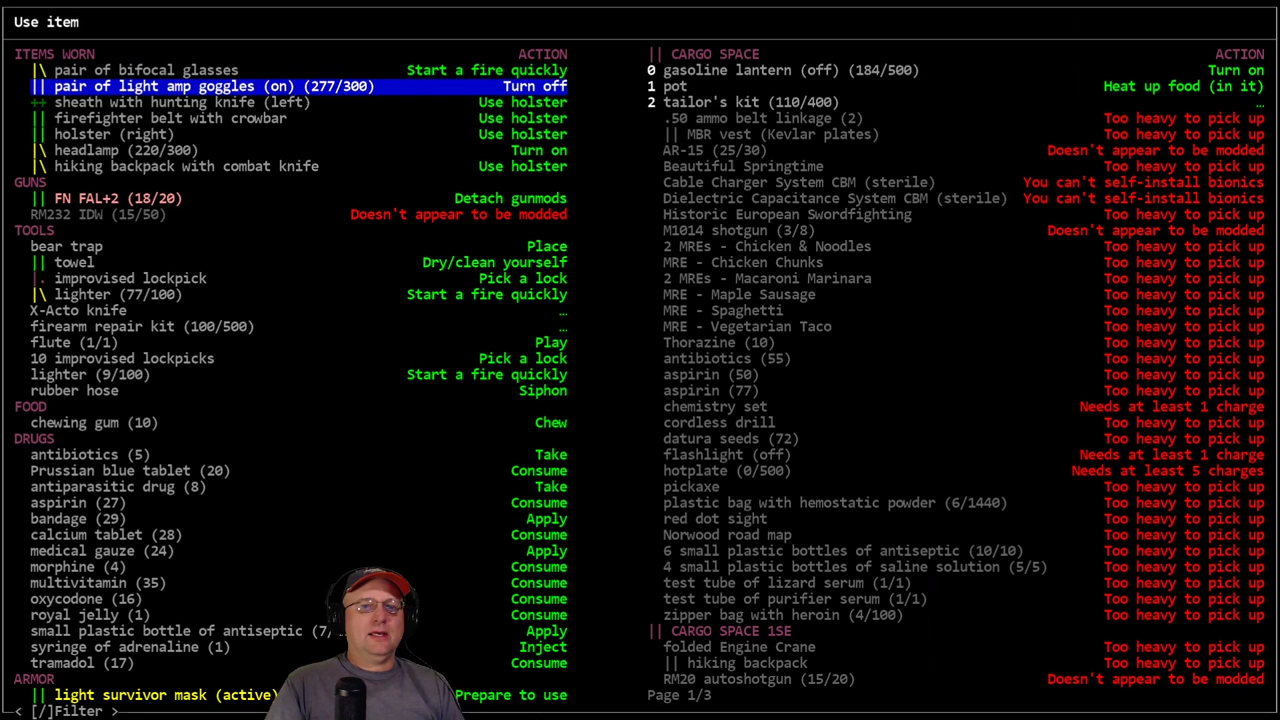 Use item
ITEMS WORN ACTION
|\ pair of bifocal glasses Start a fire quickly
|| pair of light amp goggles (on) (277/300) Turn off
++ sheath with hunting knife (left) Use holster
|| firefighter belt with crowbar Use holster
|| holster (right) Use holster
|\ headlamp (220/300) Turn on
|\ hiking backpack with combat knife Use holster
GUNS
|| FN FAL+2 (18/20) Detach gunmods
RM232 IDW (15/50) Doesn't appear to be modded
TOOLS
bear trap Place
|| towel Dry/clean yourself
|. improvised lockpick Pick a lock
|\ lighter (77/100) Start a fire quickly
X-Acto knife …
firearm repair kit (100/500) …
flute (1/1) Play
10 improvised lockpicks Pick a lock
lighter (9/100) Start a fire quickly
rubber hose Siphon
FOOD
chewing gum (10) Chew
DRUGS
antibiotics (5) Take
Prussian blue tablet (20) Consume
antiparasitic drug (8) Take
aspirin (27) Consume
bandage (29) Apply
calcium tablet (28) Consume
medical gauze (24) Apply
morphine (4) Consume
multivitamin (35) Consume
oxycodone (16) Consume
royal jelly (1) Consume
small plastic bottle of antiseptic (7/… Apply
syringe of adrenaline (1) Inject
tramadol (17) Consume
ARMOR
|| light survivor mask (active) Prepare to use
< [/]Filter >
|| CARGO SPACE ACTION
0 gasoline lantern (off) (184/500) Turn on
1 pot Heat up food (in it)
2 tailor's kit (110/400) …
.50 ammo belt linkage (2) Too heavy to pick up
|| MBR vest (Kevlar plates) Too heavy to pick up
AR-15 (25/30) Doesn't appear to be modded
Beautiful Springtime Too heavy to pick up
Cable Charger System CBM (sterile) You can't self-install bionics
Dielectric Capacitance System CBM (sterile) You can't self-install bionics
Historic European Swordfighting Too heavy to pick up
M1014 shotgun (3/8) Doesn't appear to be modded
2 MREs - Chicken & Noodles Too heavy to pick up
MRE - Chicken Chunks Too heavy to pick up
2 MREs - Macaroni Marinara Too heavy to pick up
MRE - Maple Sausage Too heavy to pick up
MRE - Spaghetti Too heavy to pick up
MRE - Vegetarian Taco Too heavy to pick up
Thorazine (10) Too heavy to pick up
antibiotics (55) Too heavy to pick up
aspirin (50) Too heavy to pick up
aspirin (77) Too heavy to pick up
chemistry set Needs at least 1 charge
cordless drill Too heavy to pick up
datura seeds (72) Too heavy to pick up
flashlight (off) Needs at least 1 charge
hotplate (0/500) Needs at least 5 charges
pickaxe Too heavy to pick up
plastic bag with hemostatic powder (6/1440) Too heavy to pick up
red dot sight Too heavy to pick up
Norwood road map Too heavy to pick up
6 small plastic bottles of antiseptic (10/10) Too heavy to pick up
4 small plastic bottles of saline solution (5/5) Too heavy to pick up
test tube of lizard serum (1/1) Too heavy to pick up
test tube of purifier serum (1/1) Too heavy to pick up
zipper bag with heroin (4/100) Too heavy to pick up
|| CARGO SPACE 1SE
folded Engine Crane Too heavy to pick up
|| hiking backpack Too heavy to pick up
RM20 autoshotgun (15/20) Doesn't appear to be modded
Page 1/3